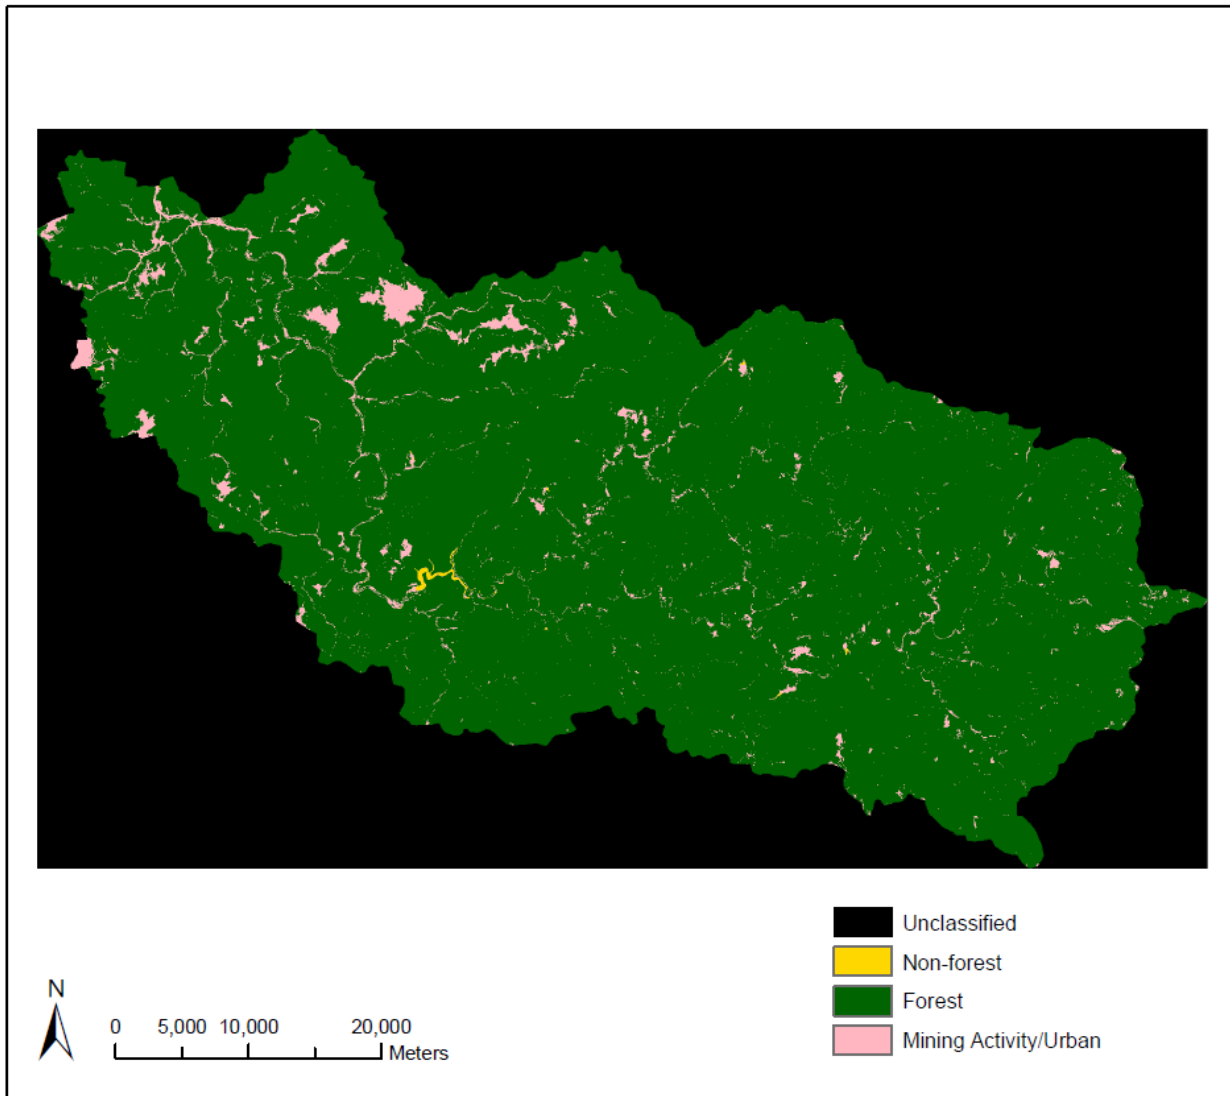 Unclassified
Non-forest
Forest
Mining Activity/Urban
N
0 5,000 10,000 20,000
Meters